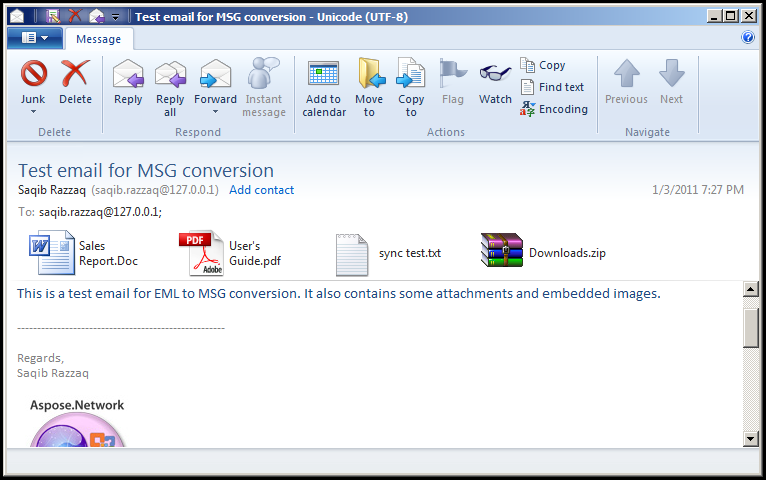 Test email for MSG conversion - Unicode (UTF-8)
Message
Junk
Delete
Reply
Reply all
Forward
Instant message
Add to calendar
Move to
Copy to
Flag
Watch
Copy
Find text
Encoding
Previous
Next
Delete
Respond
Actions
Navigate
Test email for MSG conversion
Saqib Razzaq (saqib.razzaq@127.0.0.1) Add contact 1/3/2011 7:27 PM
To: saqib.razzaq@127.0.0.1;
Sales Report.Doc
PDF
Adobe
User's Guide.pdf
sync test.txt
Downloads.zip
This is a test email for EML to MSG conversion. It also contains some attachments and embedded images.
----------------------------------------------------
Regards,
Saqib Razzaq
Aspose.Network